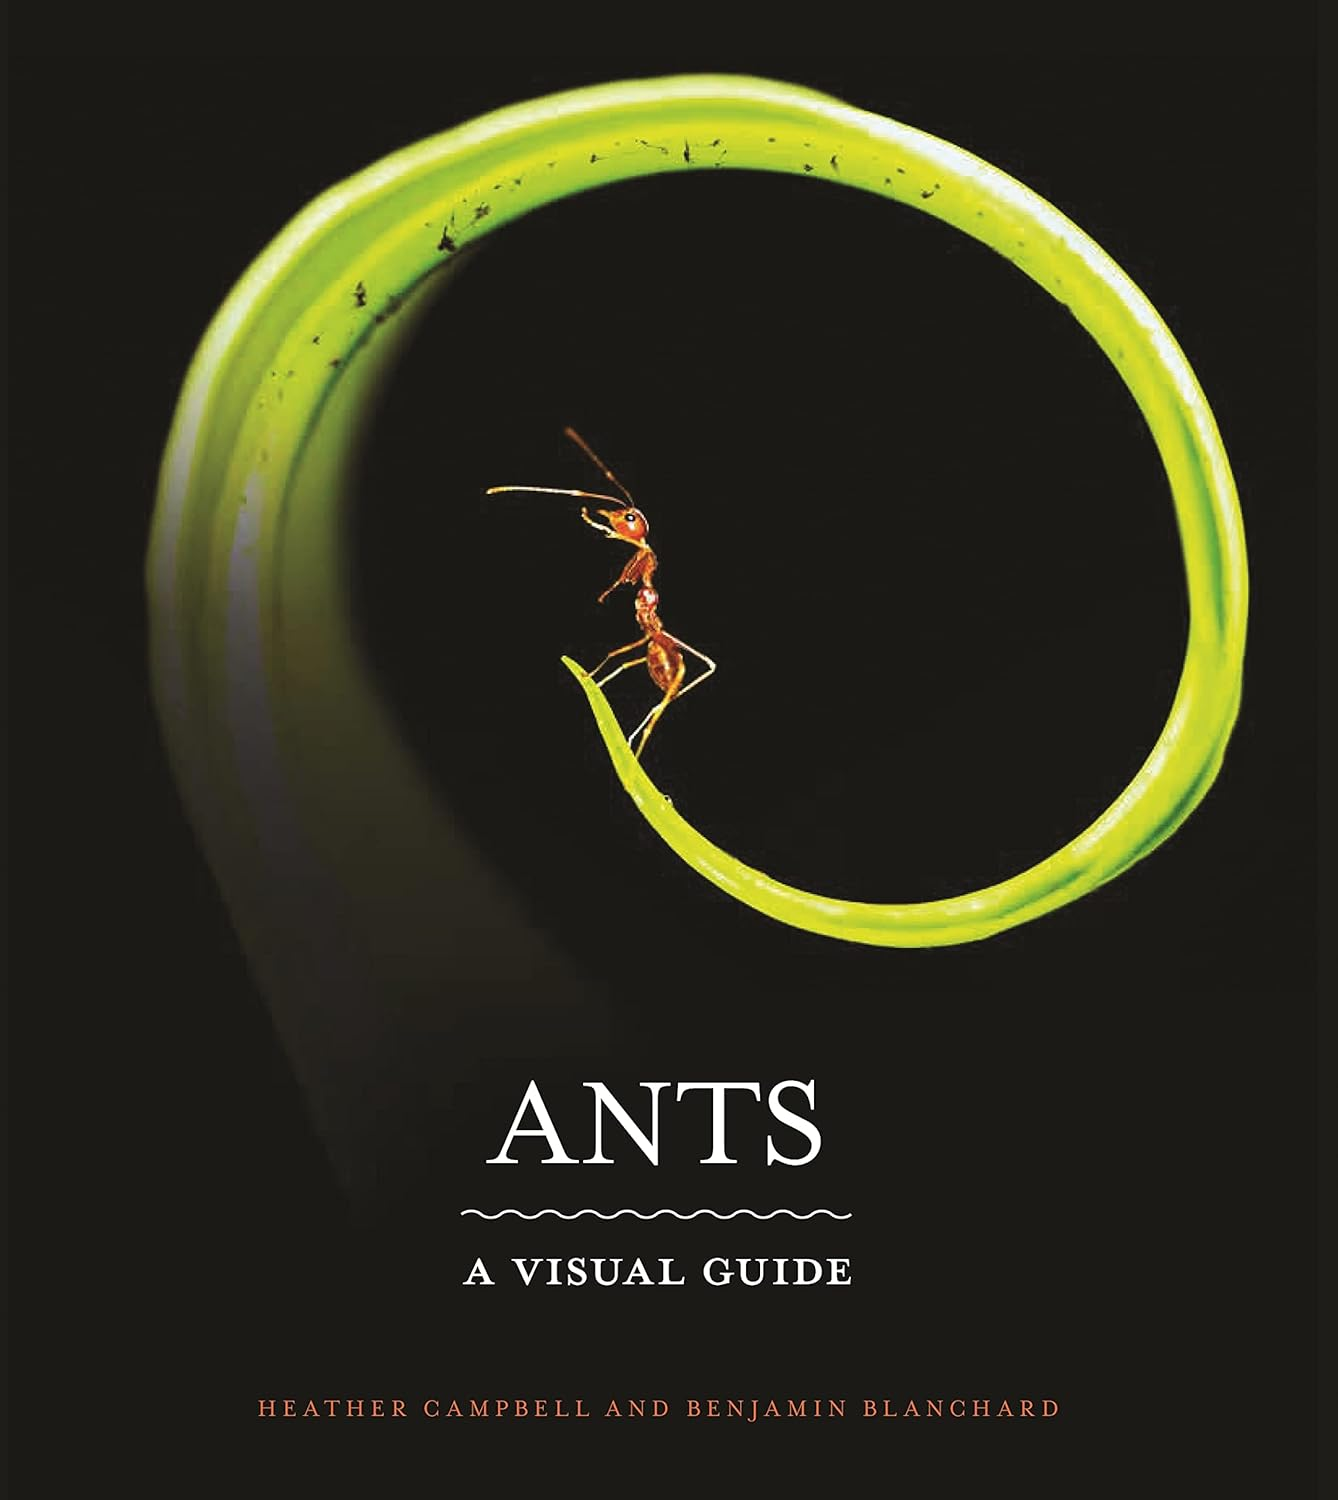 ANTS
A VISUAL GUIDE
HEATHER CAMPBELL AND BENJAMIN BLANCHARD